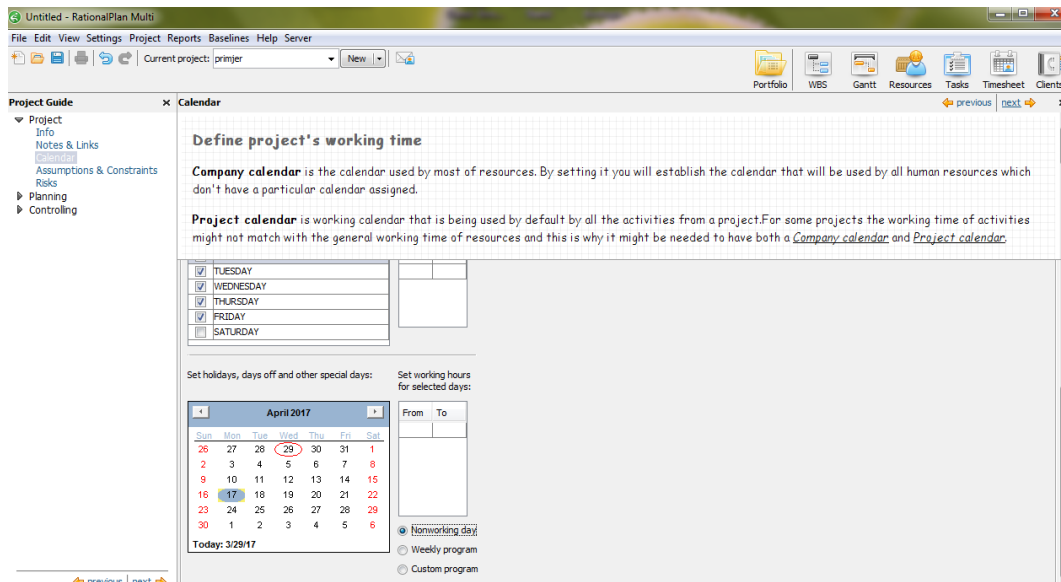 Untitled - RationalPlan Multi
File Edit View Settings Project Reports Baselines Help Server
Current project: primjer New
Portfolio WBS Gantt Resources Tasks Timesheet Clients
Project Guide
Calendar
previous next
Project
Info
Notes & Links
Calendar
Assumptions & Constraints
Risks
Planning
Controlling
Define project's working time
Company calendar is the calendar used by most of resources. By setting it you will establish the calendar that will be used by all human resources which
don't have a particular calendar assigned.
Project calendar is working calendar that is being used by default by all the activities from a project.For some projects the working time of activities
might not match with the general working time of resources and this is why it might be needed to have both a Company calendar and Project calendar.
TUESDAY
WEDNESDAY
THURSDAY
FRIDAY
SATURDAY
Set holidays, days off and other special days:
Set working hours
for selected days:
April 2017
Sun Mon Tue Wed Thu Fri Sat
26 27 28 29 30 31 1
2 3 4 5 6 7 8
9 10 11 12 13 14 15
16 17 18 19 20 21 22
23 24 25 26 27 28 29
30 1 2 3 4 5 6
Today: 3/29/17
From To
Nonworking day
Weekly program
Custom program
previous next